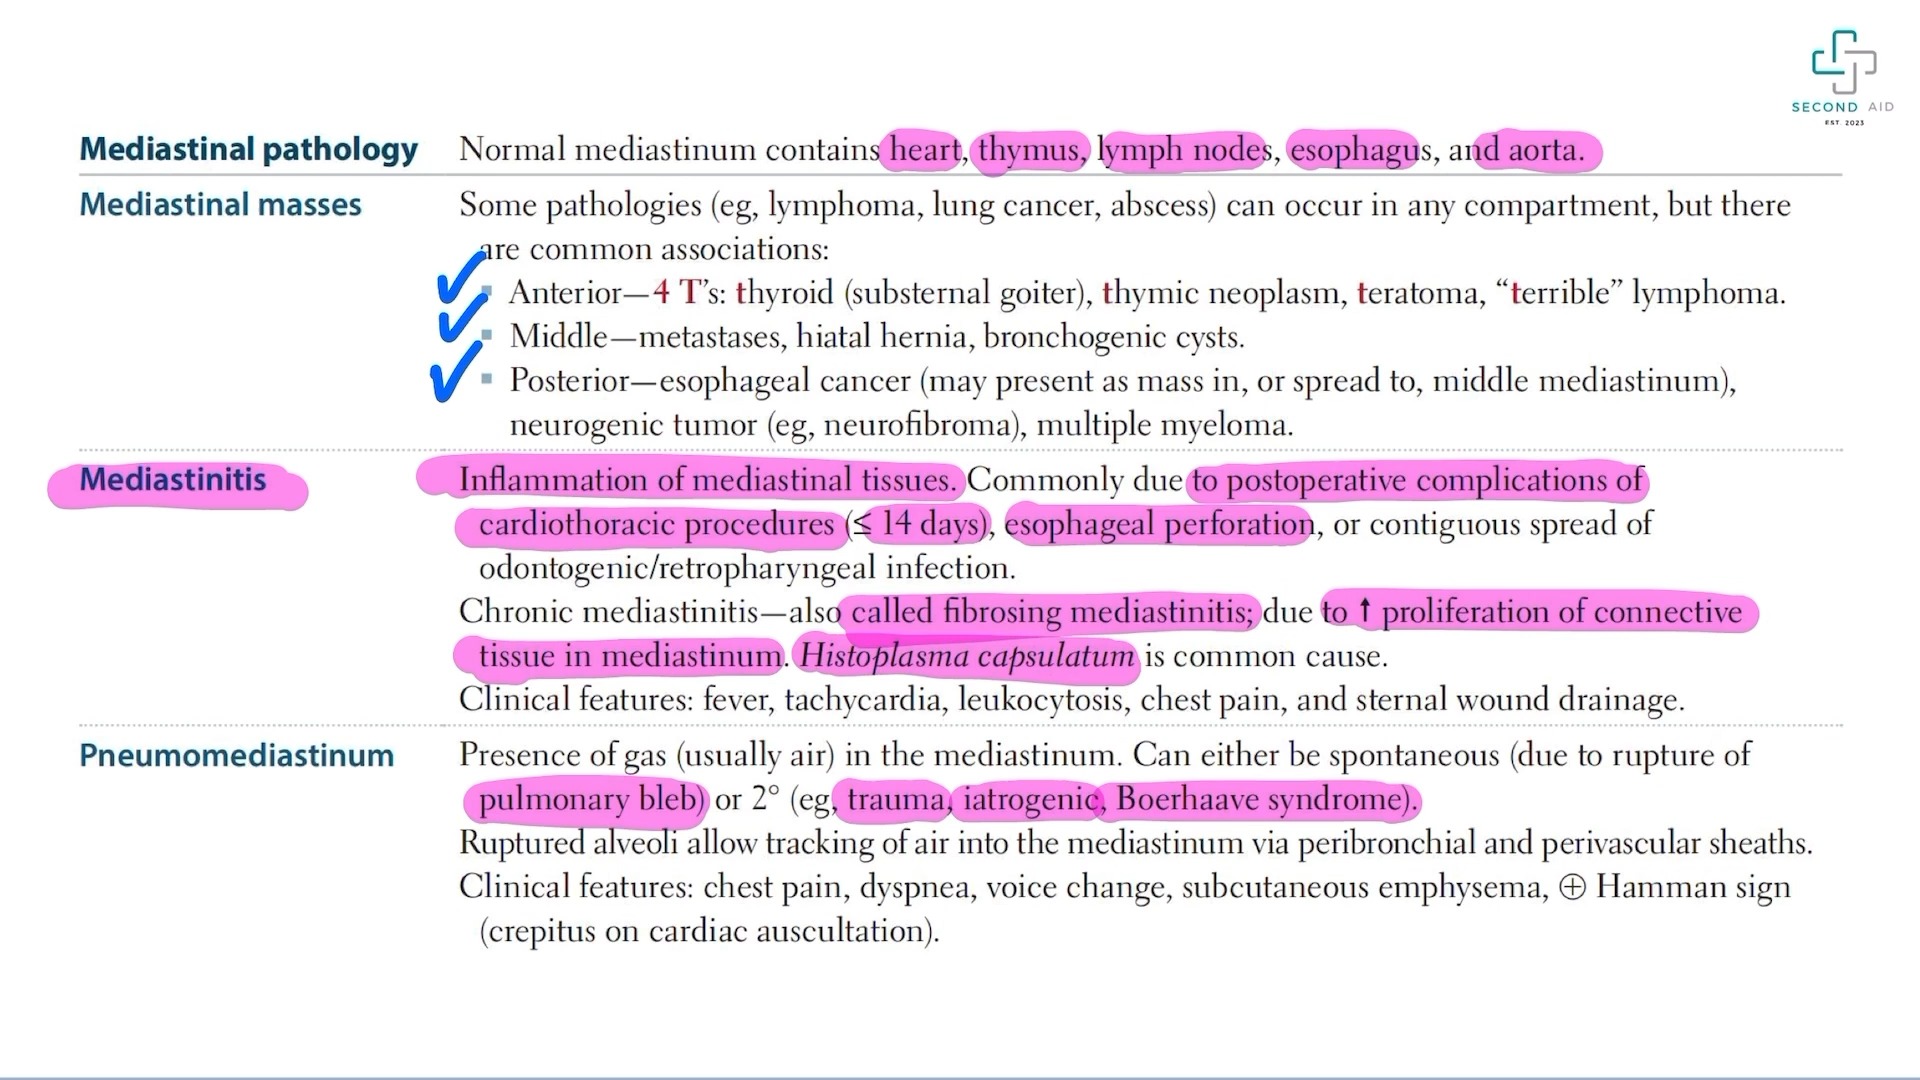 SECOND AID
EST. 2023
Mediastinal pathology Normal mediastinum contains heart, thymus, lymph nodes, esophagus, and aorta.
Mediastinal masses Some pathologies (eg, lymphoma, lung cancer, abscess) can occur in any compartment, but there
are common associations:
▪ Anterior—4 T's: thyroid (substernal goiter), thymic neoplasm, teratoma, “terrible” lymphoma.
▪ Middle—metastases, hiatal hernia, bronchogenic cysts.
▪ Posterior—esophageal cancer (may present as mass in, or spread to, middle mediastinum),
neurogenic tumor (eg, neurofibroma), multiple myeloma.
Mediastinitis Inflammation of mediastinal tissues. Commonly due to postoperative complications of
cardiothoracic procedures (≤ 14 days), esophageal perforation, or contiguous spread of
odontogenic/retropharyngeal infection.
Chronic mediastinitis—also called fibrosing mediastinitis; due to ↑ proliferation of connective
tissue in mediastinum. Histoplasma capsulatum is common cause.
Clinical features: fever, tachycardia, leukocytosis, chest pain, and sternal wound drainage.
Pneumomediastinum Presence of gas (usually air) in the mediastinum. Can either be spontaneous (due to rupture of
pulmonary bleb) or 2° (eg, trauma, iatrogenic, Boerhaave syndrome).
Ruptured alveoli allow tracking of air into the mediastinum via peribronchial and perivascular sheaths.
Clinical features: chest pain, dyspnea, voice change, subcutaneous emphysema, ⊕ Hamman sign
(crepitus on cardiac auscultation).